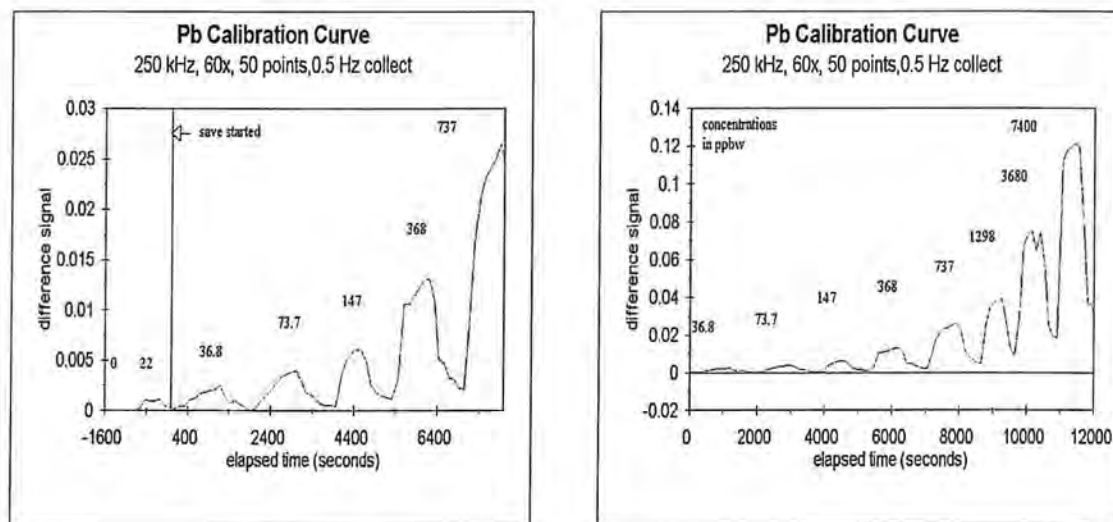 Pb Calibration Curve
250 kHz, 60x, 50 points,0.5 Hz collect
0.03
0.025
0.02
0.015
0.01
0.005
0
difference signal
save started
0
22
36.8
73.7
147
368
737
-1600 400 2400 4400 6400
elapsed time (seconds)
Pb Calibration Curve
250 kHz, 60x, 50 points,0.5 Hz collect
0.14
0.12
0.10
0.08
0.06
0.04
0.02
0
-0.02
difference signal
concentrations
in ppbw
36.8
73.7
147
368
737
1298
3680
7400
0 2000 4000 6000 8000 10000 12000
elapsed time (seconds)